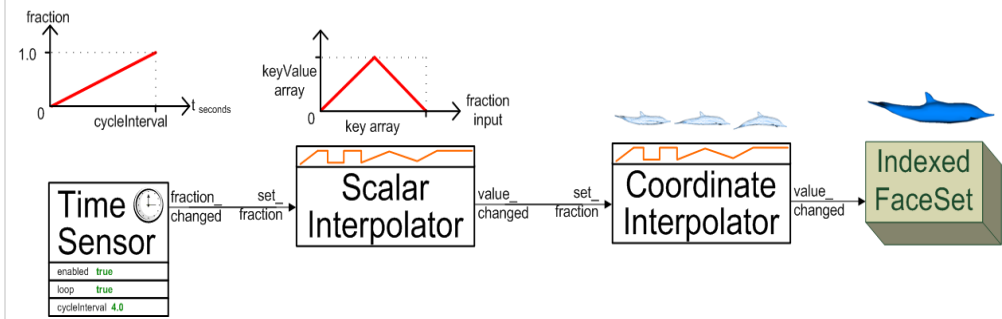 fraction
1.0
0
t seconds
cycleInterval
keyValue
array
0
key array
fraction
input
Time
Sensor
enabled true
loop true
cycleInterval 4.0
fraction_
changed
set_
fraction
Scalar
Interpolator
value_
changed
set_
fraction
Coordinate
Interpolator
value_
changed
Indexed
FaceSet